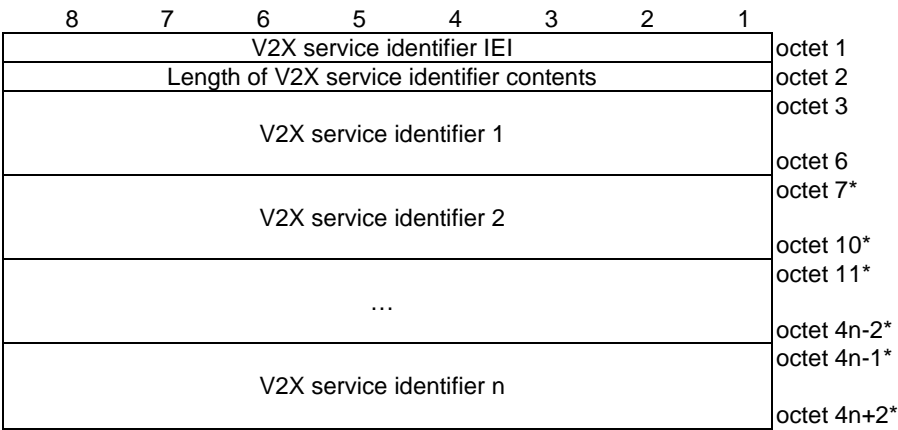 8 7 6 5 4 3 2 1
V2X service identifier IEI octet 1
Length of V2X service identifier contents octet 2
octet 3
V2X service identifier 1
octet 6
octet 7*
V2X service identifier 2
octet 10*
octet 11*
…
octet 4n-2*
octet 4n-1*
V2X service identifier n
octet 4n+2*